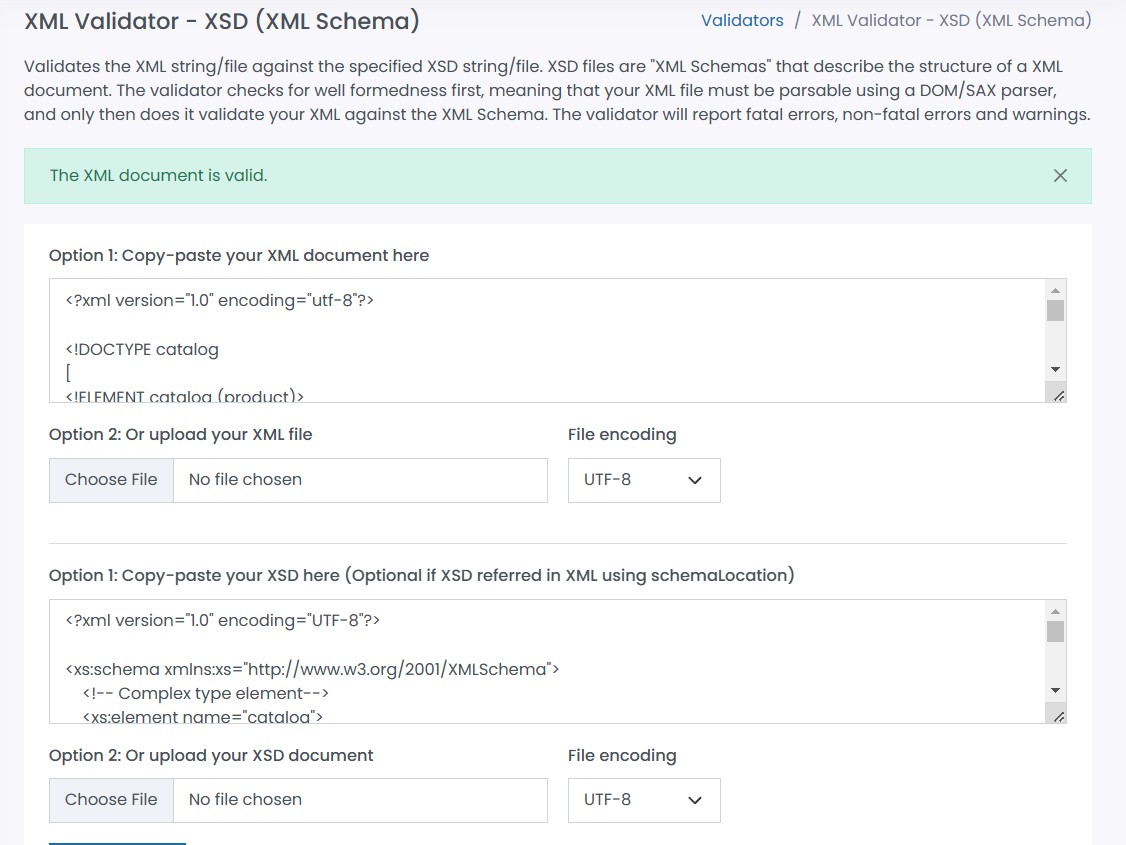 XML Validator - XSD (XML Schema)
Validators / XML Validator - XSD (XML Schema)
Validates the XML string/file against the specified XSD string/file. XSD files are "XML Schemas" that describe the structure of a XML
document. The validator checks for well formedness first, meaning that your XML file must be parsable using a DOM/SAX parser,
and only then does it validate your XML against the XML Schema. The validator will report fatal errors, non-fatal errors and warnings.
The XML document is valid.
Option 1: Copy-paste your XML document here
<?xml version="1.0" encoding="utf-8"?>
<!DOCTYPE catalog
[
<!ELEMENT catalog (product)>
Option 2: Or upload your XML file
File encoding
Choose File No file chosen
UTF-8
Option 1: Copy-paste your XSD here (Optional if XSD referred in XML using schemaLocation)
<?xml version="1.0" encoding="UTF-8"?>
<xs:schema xmlns:xs="http://www.w3.org/2001/XMLSchema">
<!-- Complex type element-->
<xs:element name="catalog">
Option 2: Or upload your XSD document
File encoding
Choose File No file chosen
UTF-8